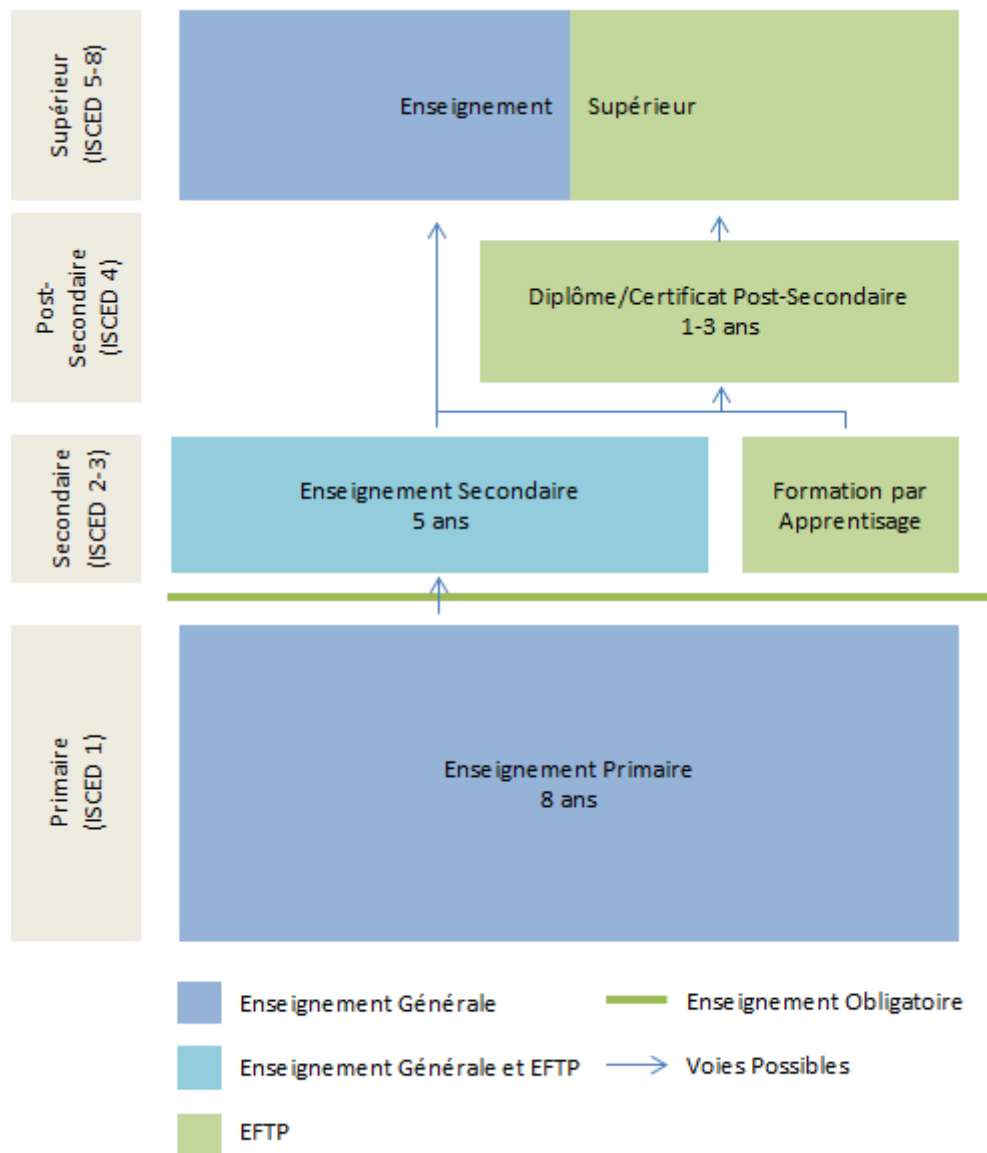 Supérieur
(ISCED 5-8)
Enseignement Supérieur
Post-
Secondaire
(ISCED 4)
Diplôme/Certificat Post-Secondaire
1-3 ans
Secondaire
(ISCED 2-3)
Enseignement Secondaire
5 ans
Formation par
Apprentisage
Primaire
(ISCED 1)
Enseignement Primaire
8 ans
Enseignement Générale
Enseignement Obligatoire
Enseignement Générale et EFTP
Voies Possibles
EFTP